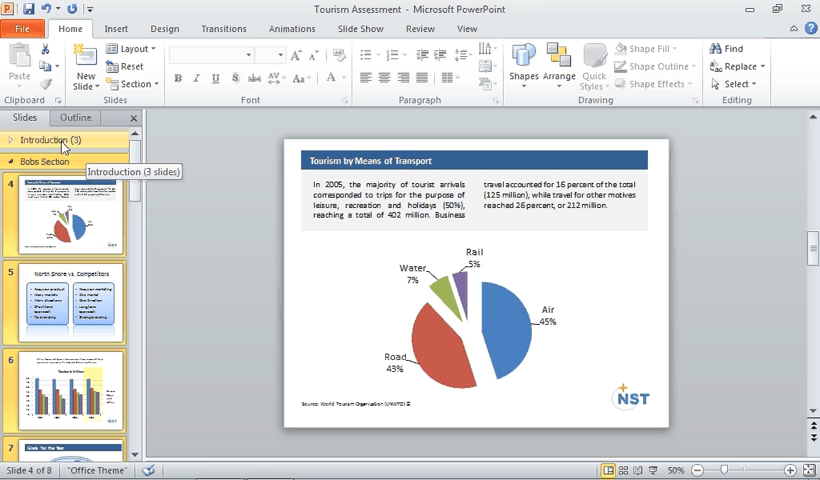 Tourism Assessment - Microsoft PowerPoint
File Home Insert Design Transitions Animations Slide Show Review View
Paste
Clipboard
New Slide
Layout
Reset
Section
Slides
B I U S abc AV Aa A
Font
Paragraph
Shapes
Arrange
Quick Styles
Shape Fill
Shape Outline
Shape Effects
Drawing
Find
Replace
Select
Editing
Slides Outline
Introduction (3)
Bobs Section
Introduction (3 slides)
4
NST
5
North Shore vs. Competitors
6
7
Goals for the Year
Tourism by Means of Transport
In 2005, the majority of tourist arrivals
corresponded to trips for the purpose of
leisure, recreation and holidays (50%),
reaching a total of 402 million. Business
travel accounted for 16 percent of the total
(125 million), while travel for other motives
reached 26 percent, or 212 million.
Rail
5%
Water
7%
Air
45%
Road
43%
Source: World Tourism Organization (UNWTO) ©
NST
Slide 4 of 8 "Office Theme" 50%